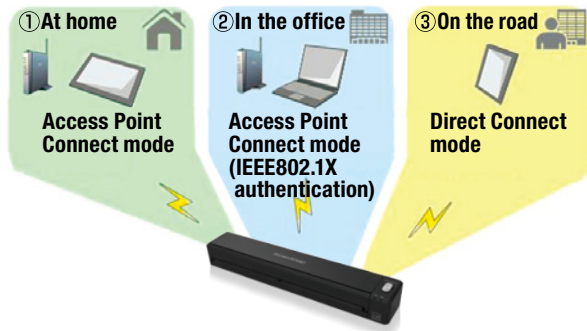 ①At home
Access Point
Connect mode
②In the office
Access Point
Connect mode
(IEEE802.1X
authentication)
③On the road
Direct Connect
mode